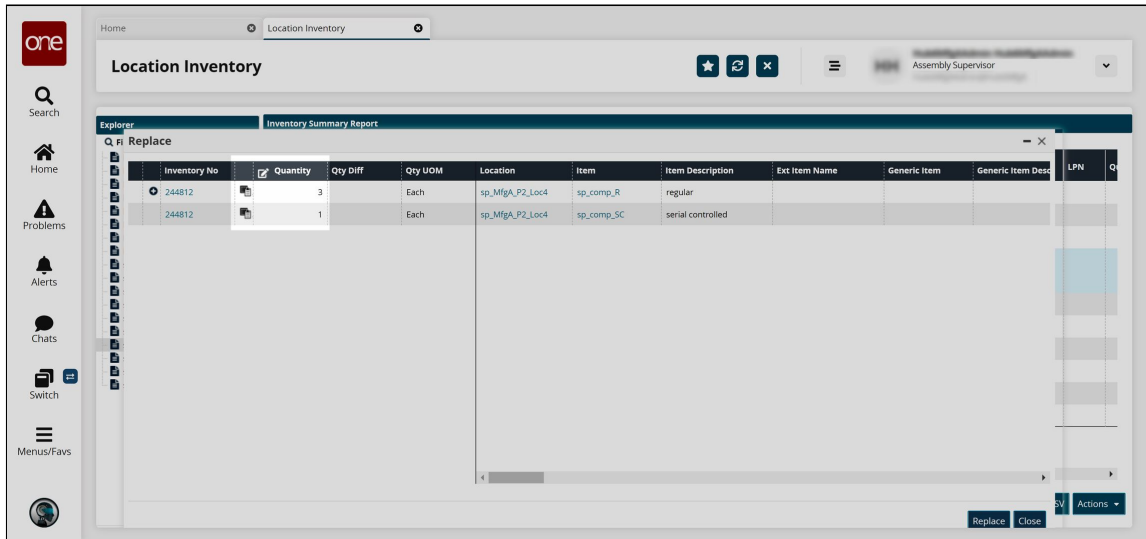 one
Search
Home
Problems
Alerts
Chats
Switch
Menus/Favs
Home
Location Inventory
Location Inventory
Assembly Supervisor
Explorer
Inventory Summary Report
Replace
Inventory No Quantity Qty Diff Qty UOM Location Item Item Description Ext Item Name Generic Item Generic Item Desc LPN
244812 3 Each sp_MfgA_P2_Loc4 sp_comp_R regular
244812 1 Each sp_MfgA_P2_Loc4 sp_comp_SC serial controlled
Actions
Replace Close